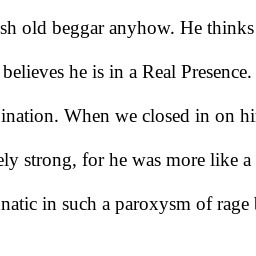 sh old beggar anyhow. He thinks
believes he is in a Real Presence.
ination. When we closed in on hi
ely strong, for he was more like a
natic in such a paroxysm of rage